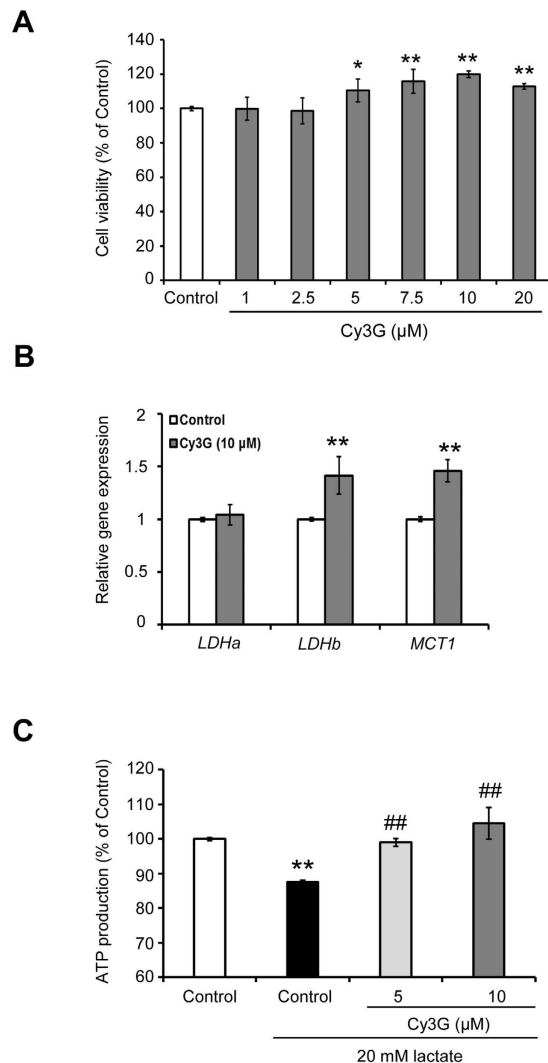 A
Cell viability (% of Control)
140
120
100
80
60
40
20
0
*
**
**
**
Control
1
2.5
5
7.5
10
20
Cy3G (µM)
B
Relative gene expression
2
1.5
1
0.5
0
Control
Cy3G (10 µM)
**
**
LDHa
LDHb
MCT1
C
ATP production (% of Control)
120
110
100
90
80
70
60
**
##
##
Control
Control
5
10
Cy3G (µM)
20 mM lactate